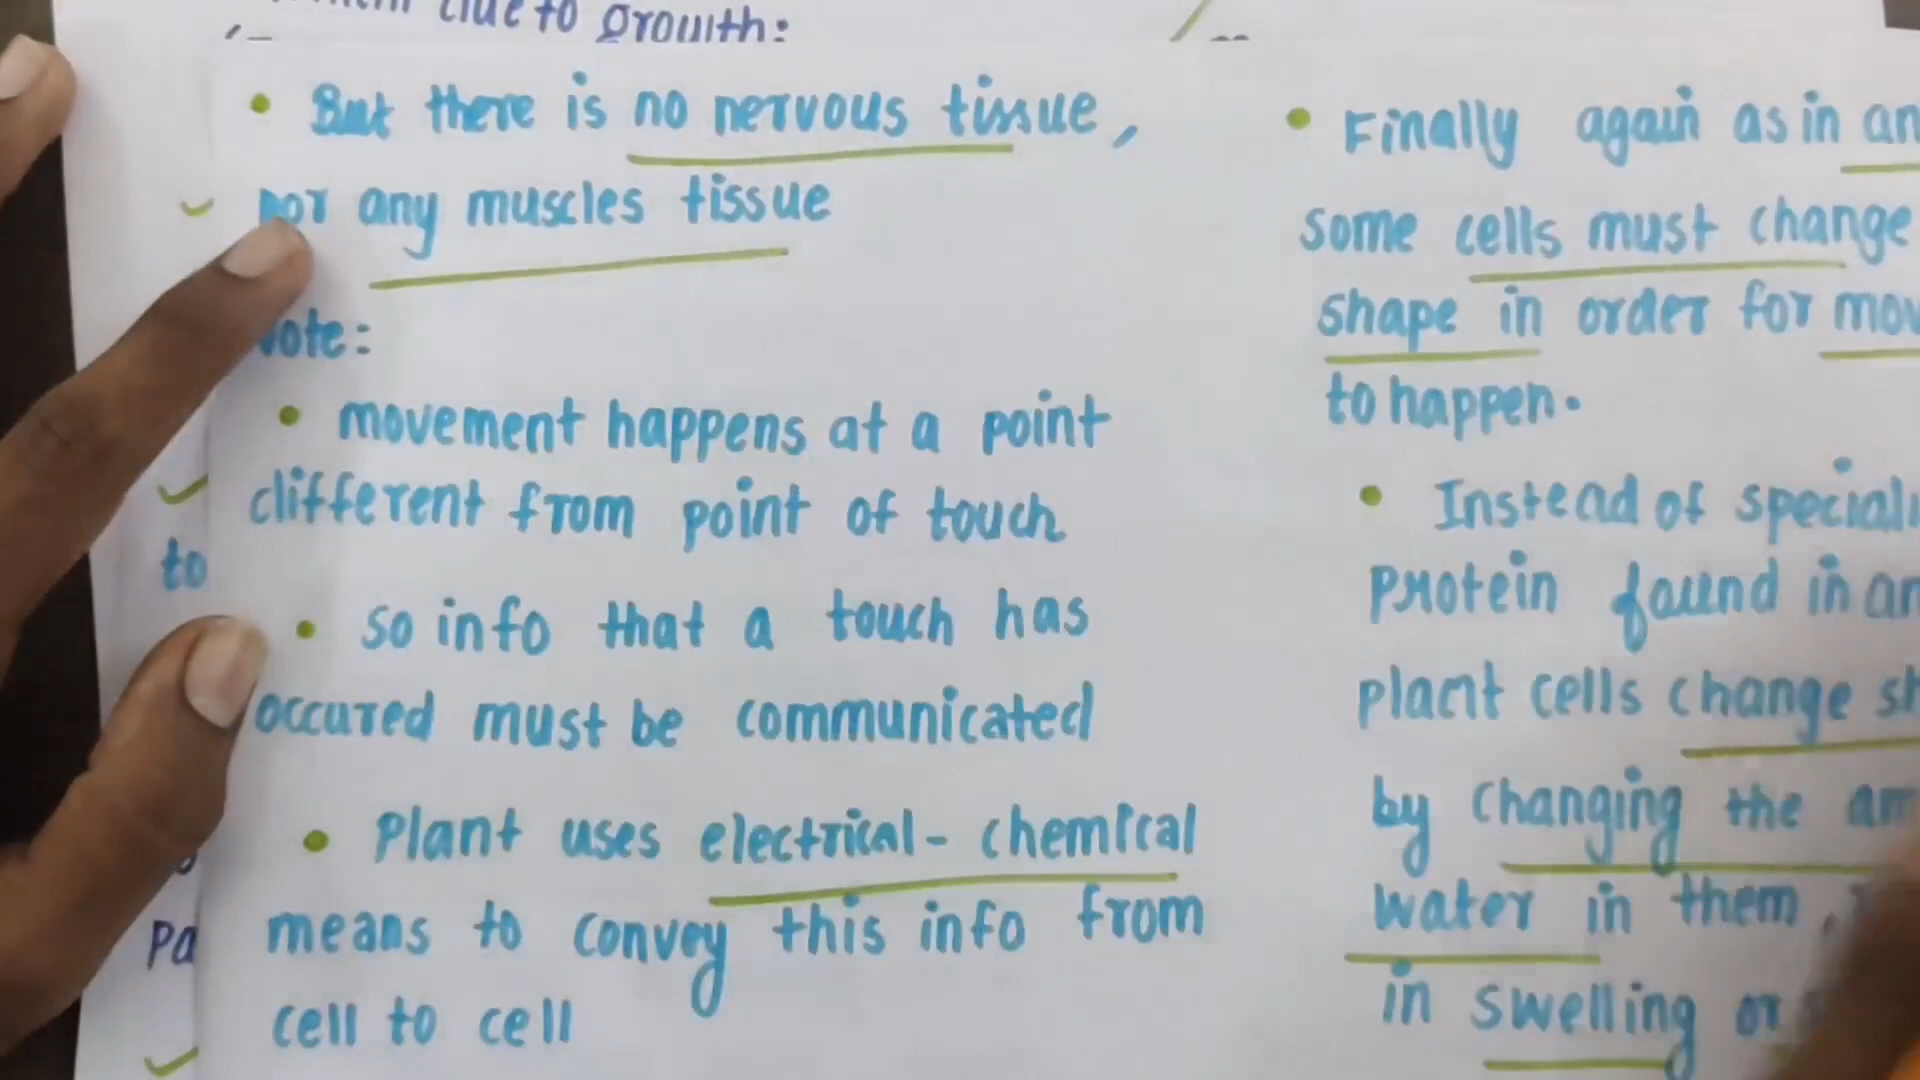 due to growth:
But there is no nervous tissue,
nor any muscles tissue
Note:
movement happens at a point
different from point of touch
so info that a touch has
occured must be communicated
Plant uses electrical-chemical
means to convey this info from
cell to cell
to
Pa
Finally again as in an
some cells must change
shape in order for mov
to happen.
Instead of speciali
protein found in an
plant cells change sh
by changing the am
water in them,
in swelling or